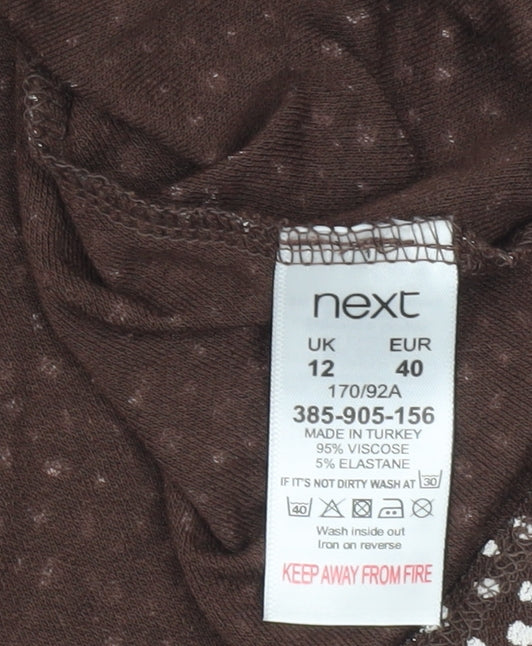 next
UK EUR
12 40
170/92A
385-905-156
MADE IN TURKEY
95% VISCOSE
5% ELASTANE
IF IT'S NOT DIRTY WASH AT 30
40
Wash inside out
Iron on reverse
KEEP AWAY FROM FIRE